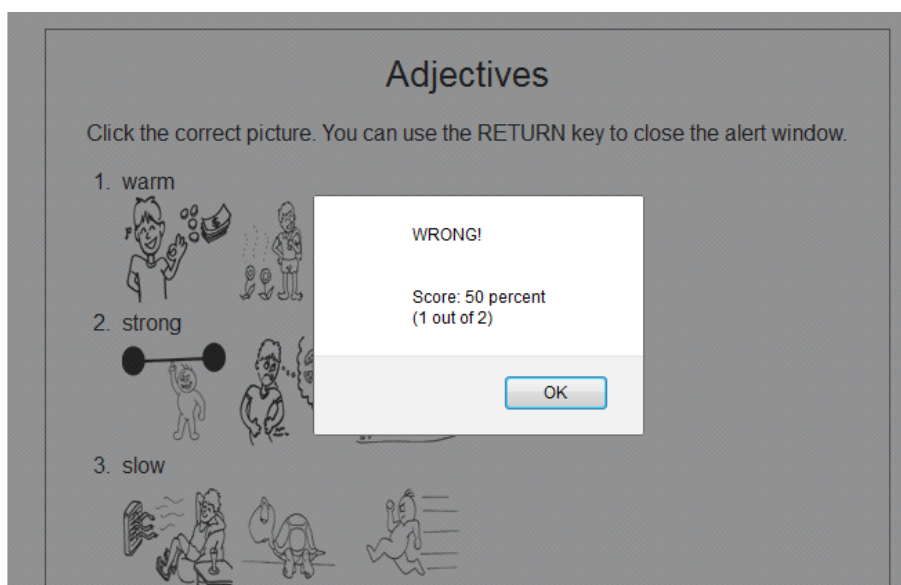 Adjectives
Click the correct picture. You can use the RETURN key to close the alert window.
1. warm
2. strong
3. slow
WRONG!
Score: 50 percent
(1 out of 2)
OK